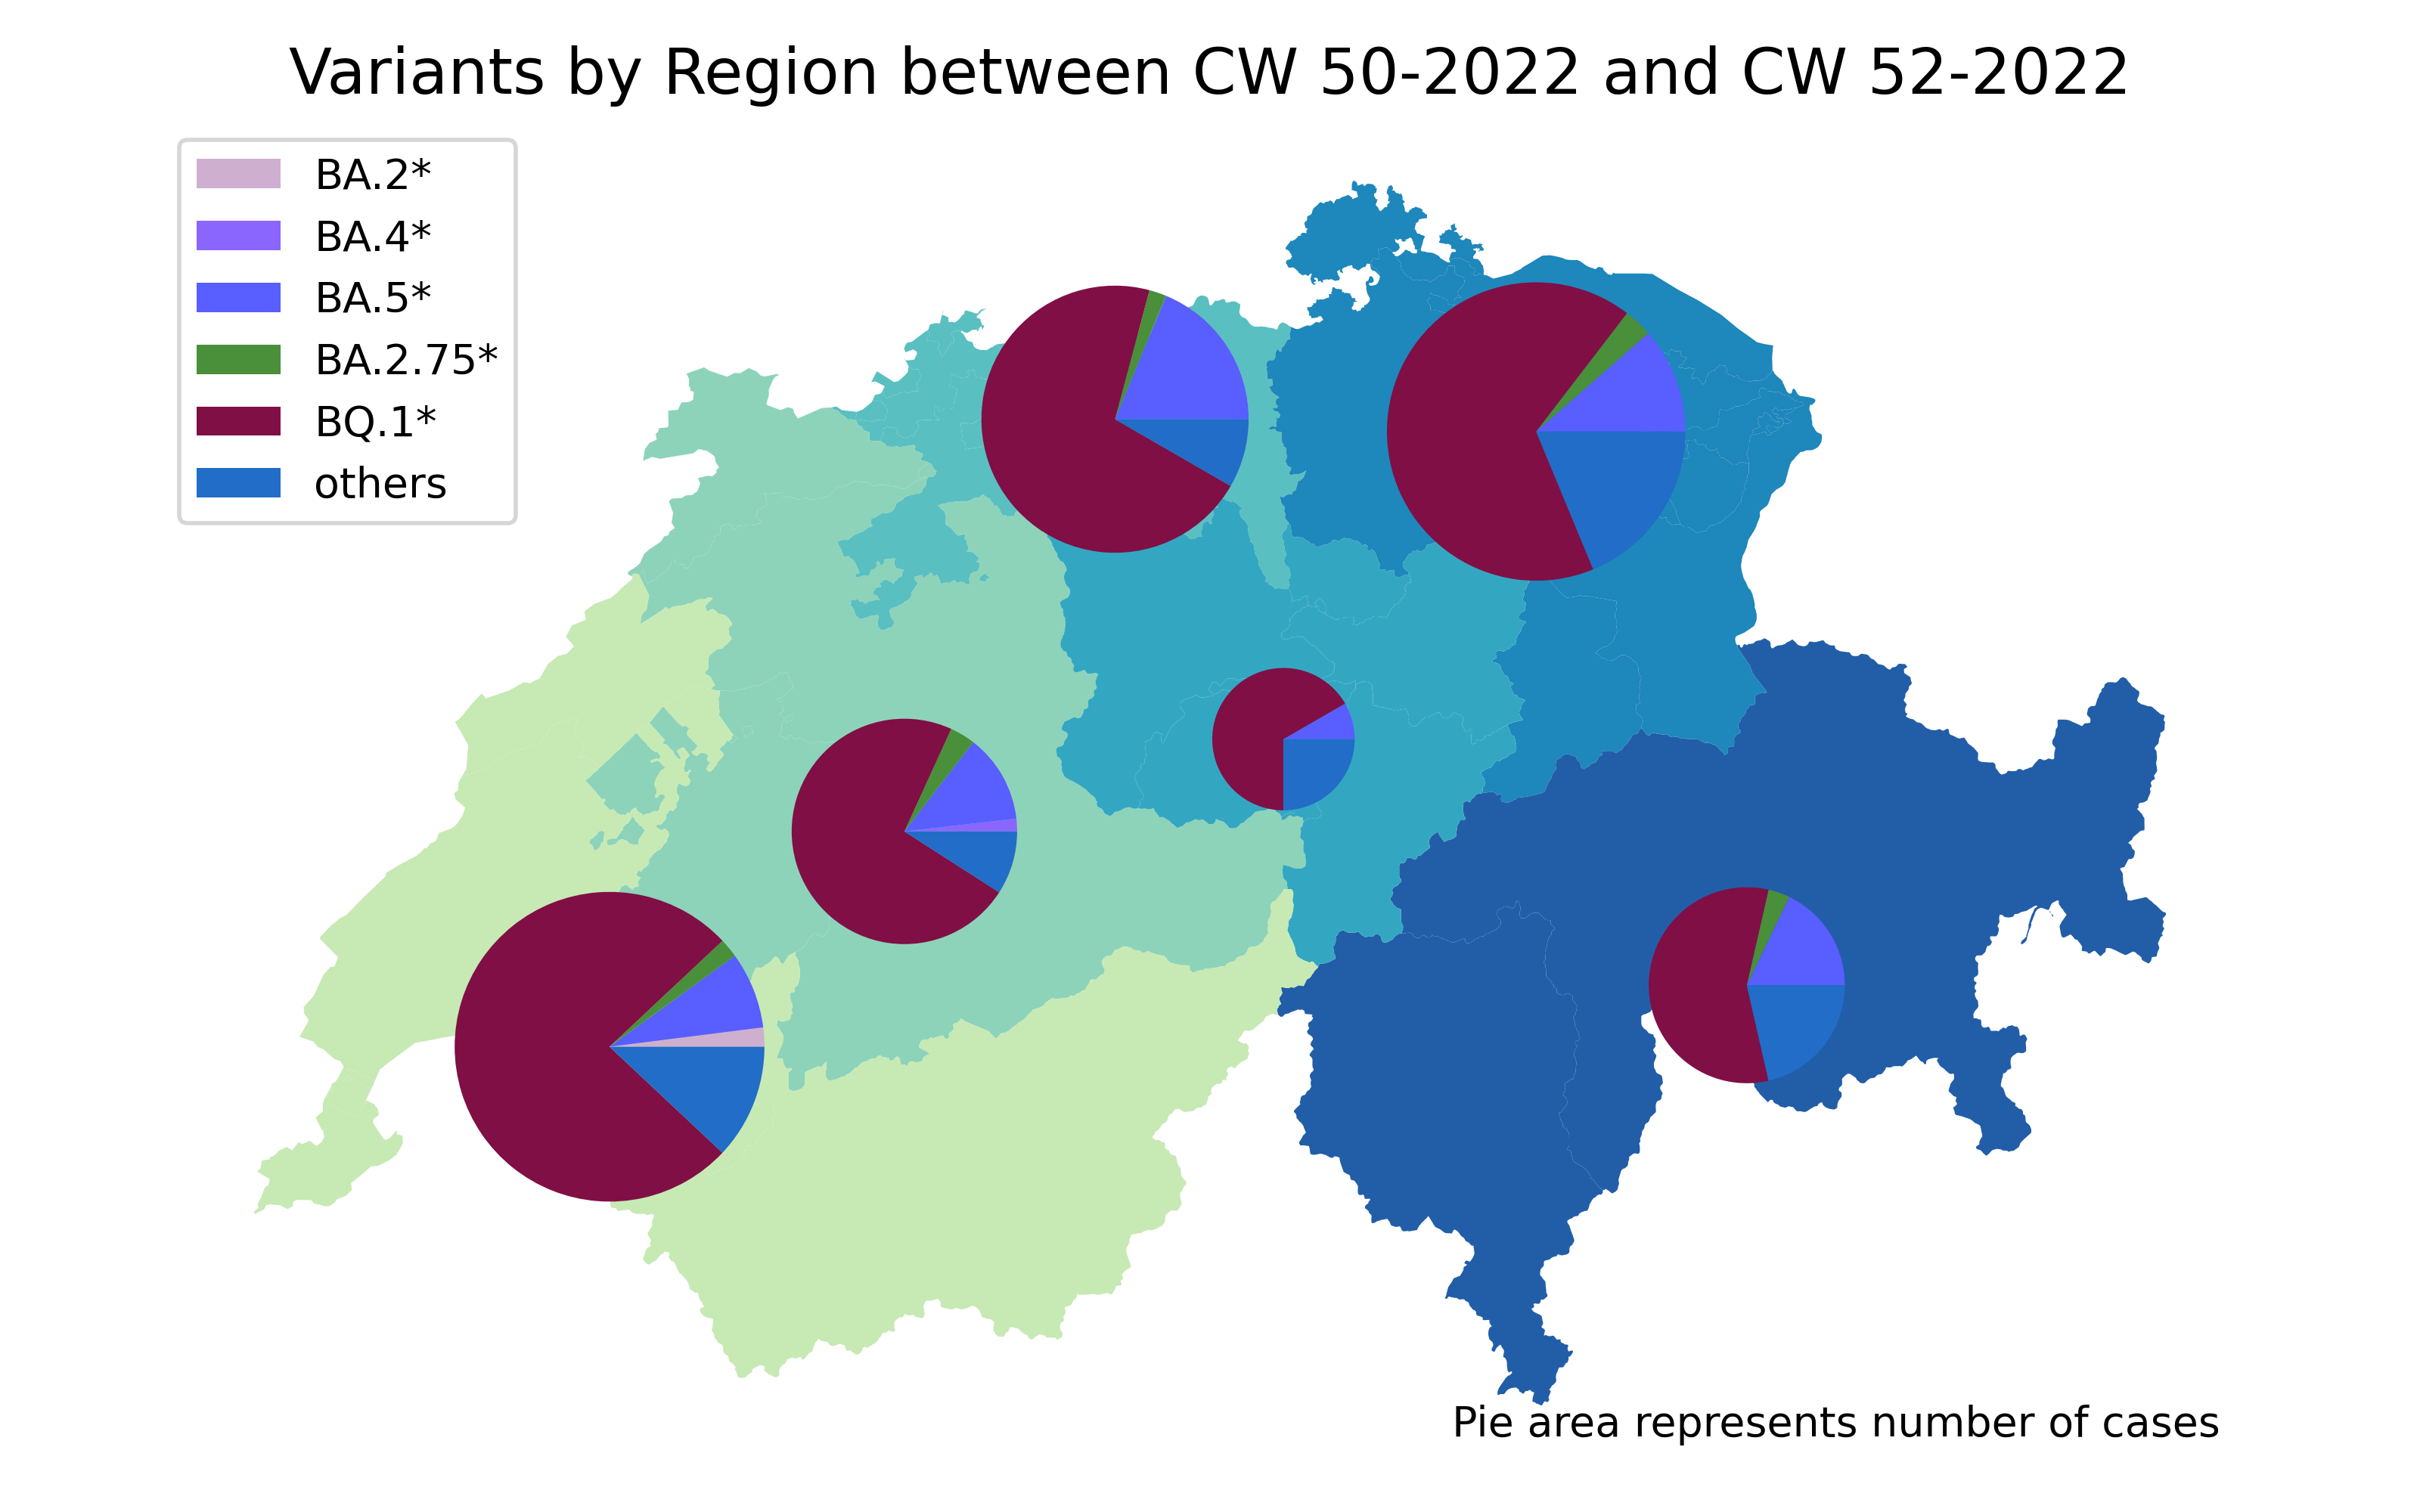 Variants by Region between CW 50-2022 and CW 52-2022
BA.2*
BA.4*
BA.5*
BA.2.75*
BQ.1*
others
Pie area represents number of cases